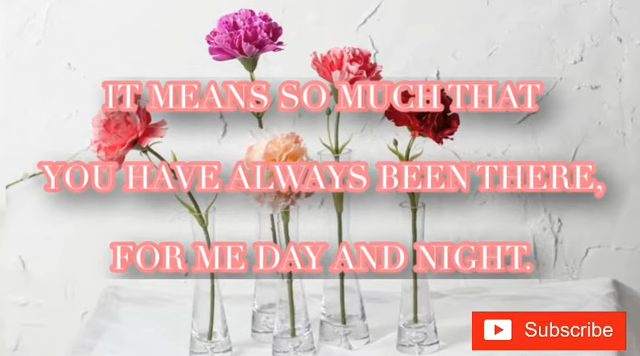 IT MEANS SO MUCH THAT
YOU HAVE ALWAYS BEEN THERE,
FOR ME DAY AND NIGHT.
Subscribe